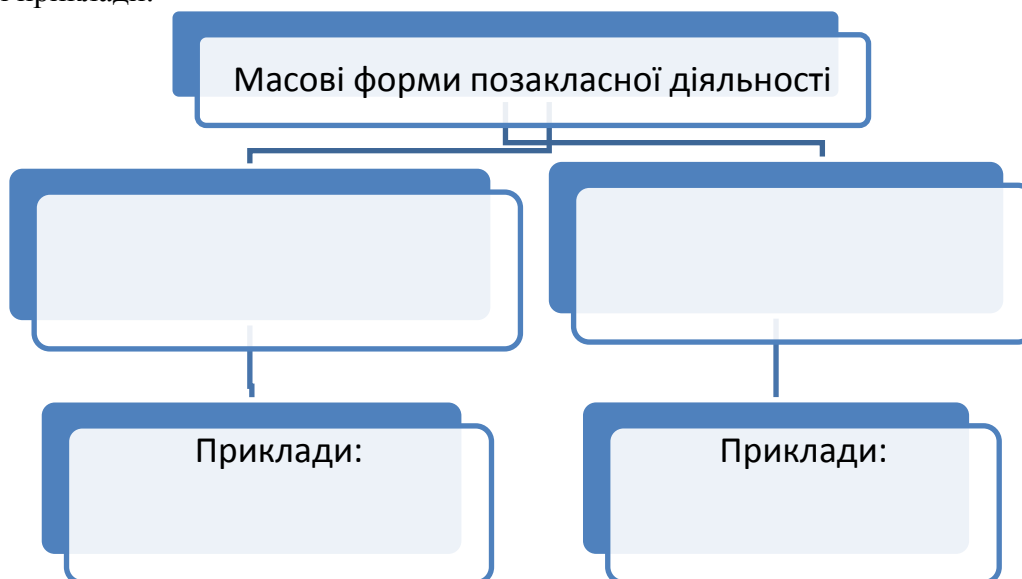 і приклади.
Масові форми позакласної діяльності
Приклади:
Приклади: